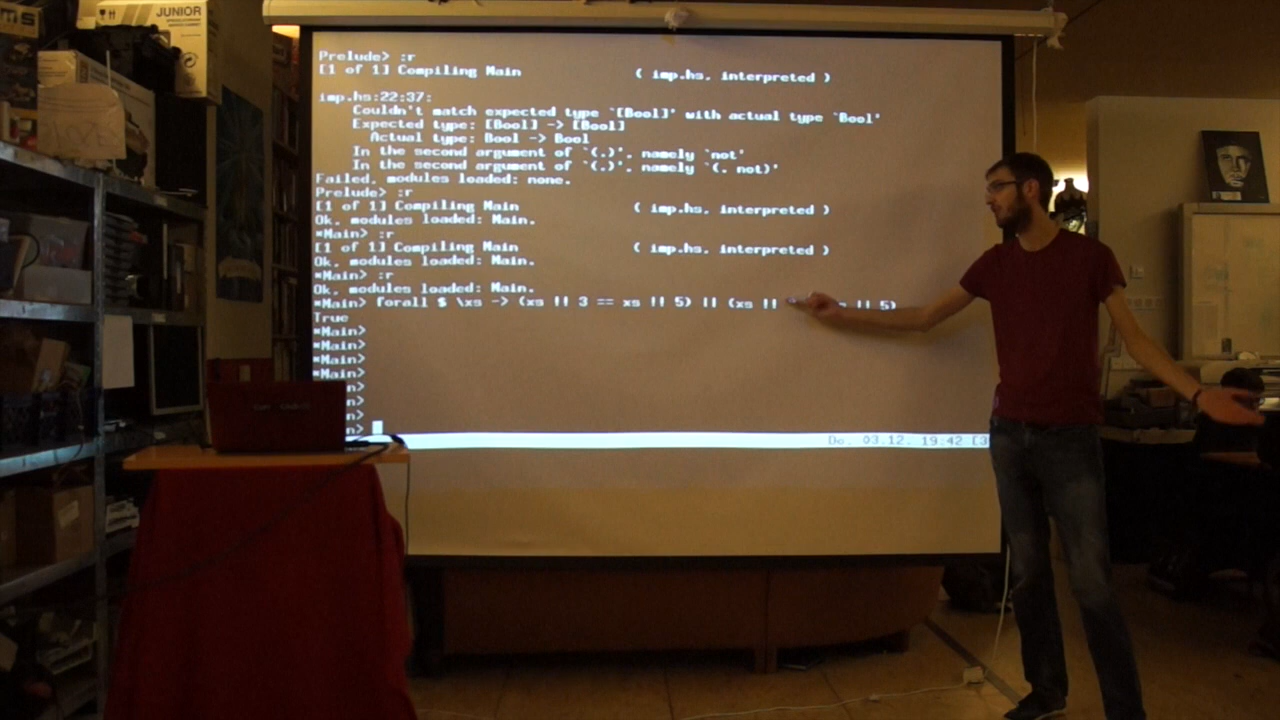 JUNIOR
Prelude> :r
[1 of 1] Compiling Main ( imp.hs, interpreted )
imp.hs:22:37:
Couldn't match expected type `[Bool]' with actual type `Bool'
Expected type: [Bool] -> [Bool]
Actual type: Bool -> Bool
In the second argument of `(.)', namely `not'
In the second argument of `(.)', namely `(. not)'
Failed, modules loaded: none.
Prelude> :r
[1 of 1] Compiling Main ( imp.hs, interpreted )
Ok, modules loaded: Main.
*Main> :r
[1 of 1] Compiling Main ( imp.hs, interpreted )
Ok, modules loaded: Main.
*Main> :r
Ok, modules loaded: Main.
*Main> forall $ \xs -> (xs !! 3 == xs !! 5) || (xs !! !! 5)
True
*Main>
*Main>
*Main>
*Main>
n>
n>
n>
n>
Do. 03.12. 19:42 [3